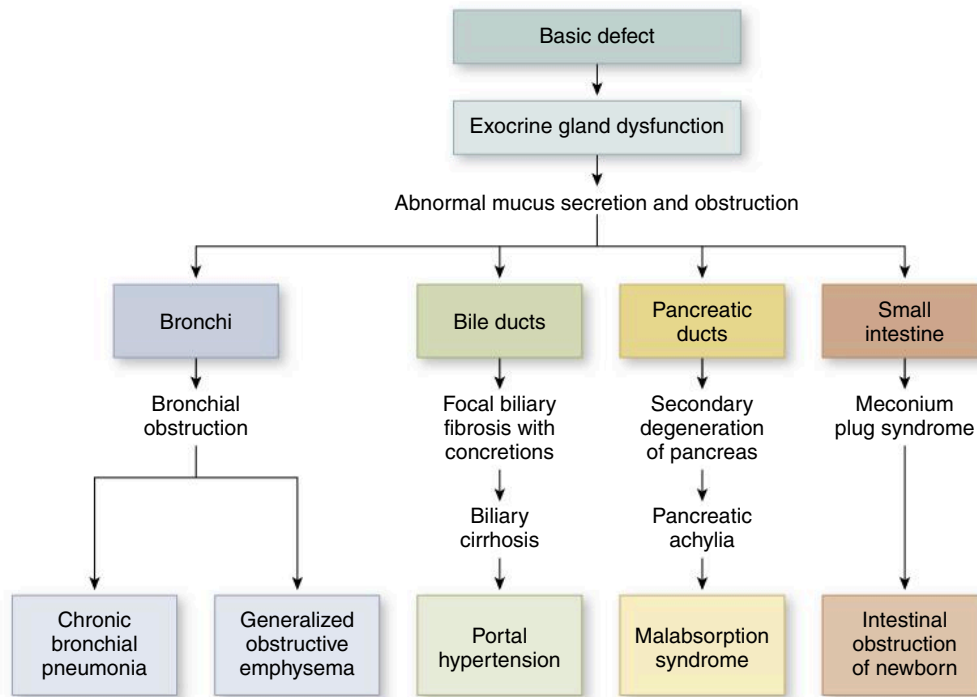 Basic defect
Exocrine gland dysfunction
Abnormal mucus secretion and obstruction
Bronchi
Bile ducts
Pancreatic
ducts
Small
intestine
Bronchial
obstruction
Focal biliary
fibrosis with
concretions
Secondary
degeneration
of pancreas
Meconium
plug syndrome
Biliary
cirrhosis
Pancreatic
achylia
Chronic
bronchial
pneumonia
Generalized
obstructive
emphysema
Portal
hypertension
Malabsorption
syndrome
Intestinal
obstruction
of newborn